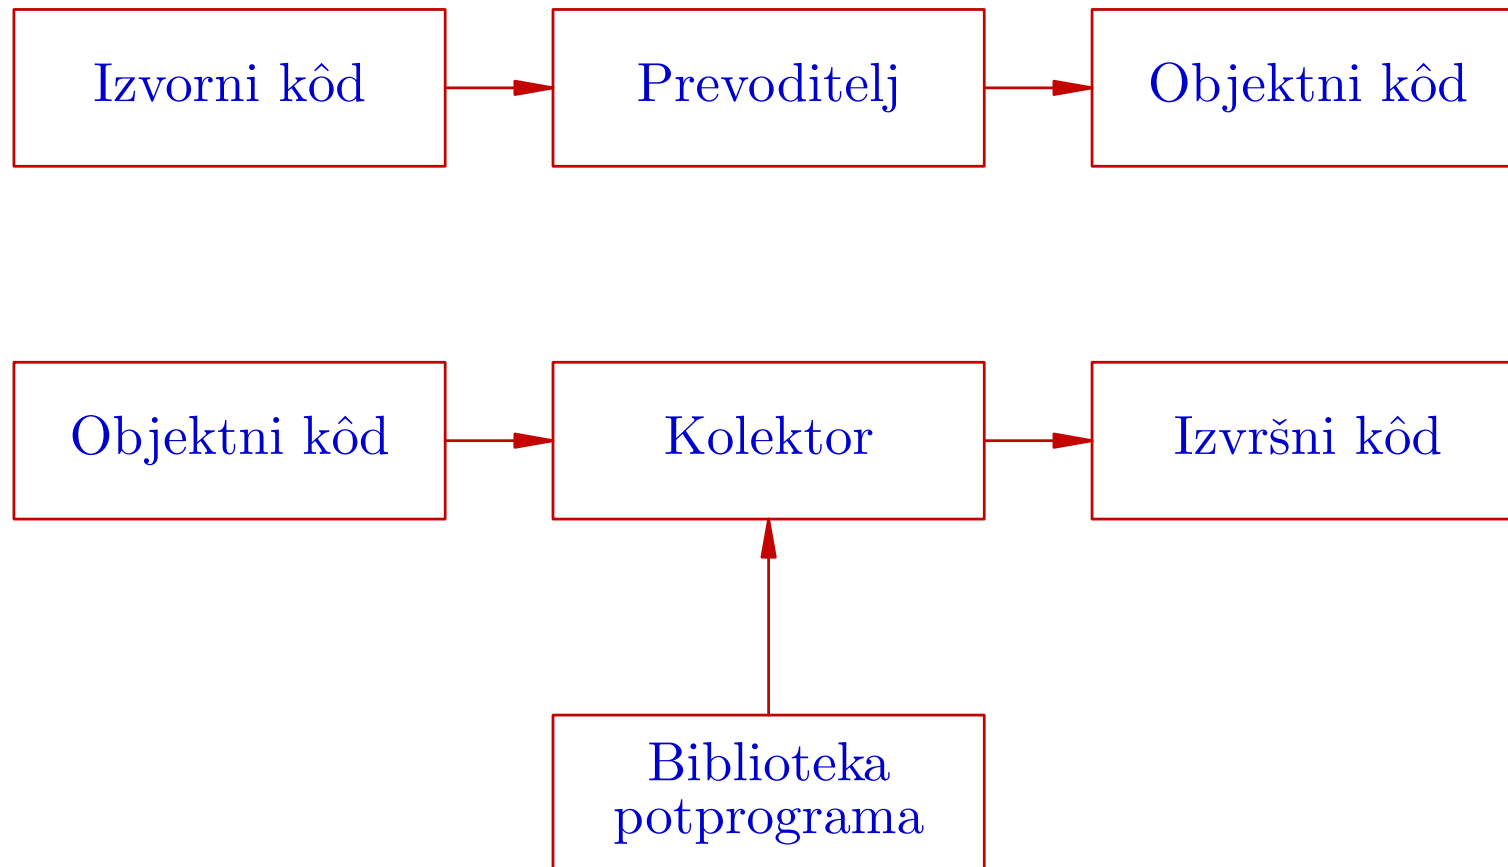 Izvorni kôd
Prevoditelj
Objektni kôd
Objektni kôd
Kolektor
Izvršni kôd
Biblioteka
potprograma